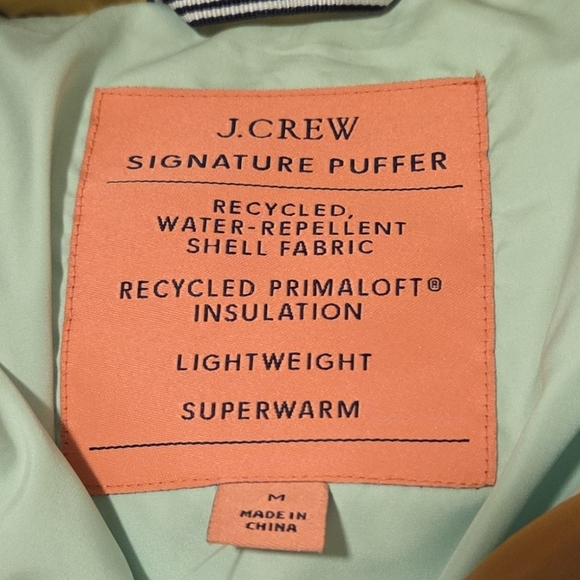 J.CREW
SIGNATURE PUFFER
RECYCLED,
WATER-REPELLENT
SHELL FABRIC
RECYCLED PRIMALOFT®
INSULATION
LIGHTWEIGHT
SUPERWARM
M
MADE IN
CHINA